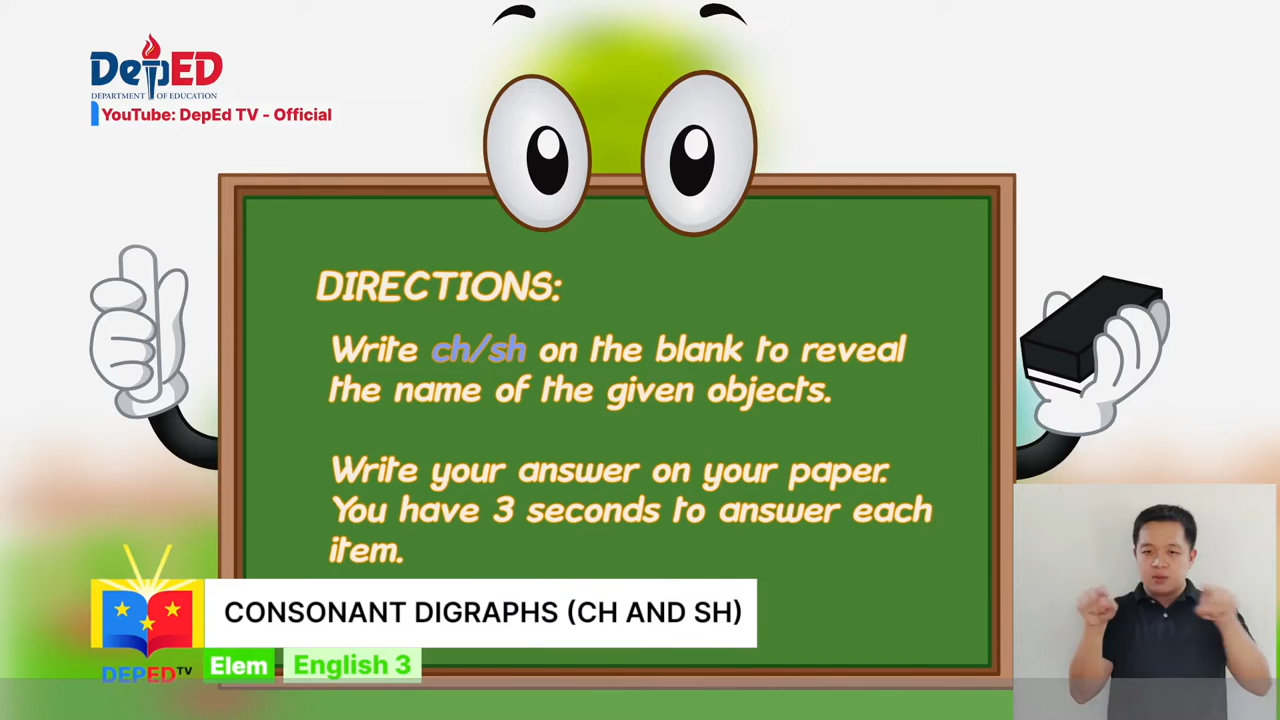 DepED
DEPARTMENT OF EDUCATION
YouTube: DepEd TV - Official
DIRECTIONS:
Write ch/sh on the blank to reveal
the name of the given objects.
Write your answer on your paper.
You have 3 seconds to answer each
item.
CONSONANT DIGRAPHS (CH AND SH)
DEPED TV
Elem English 3